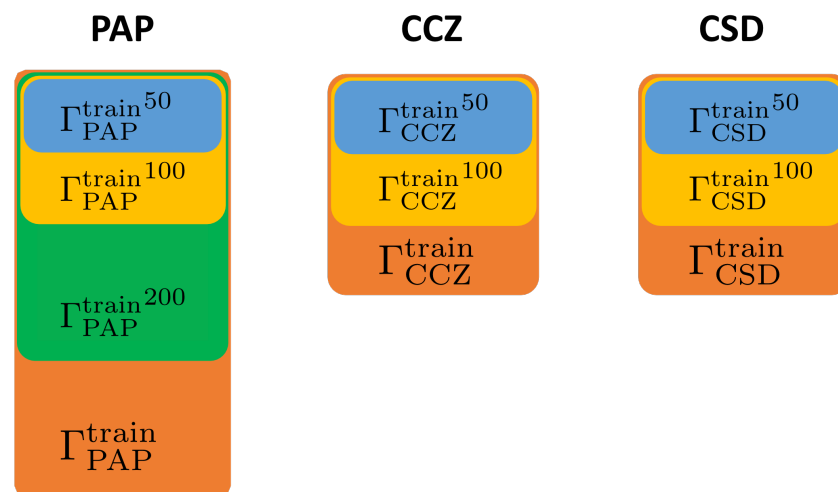 PAP CCZ CSD
Γ_PAP^train^50 Γ_CCZ^train^50 Γ_CSD^train^50
Γ_PAP^train^100 Γ_CCZ^train^100 Γ_CSD^train^100
Γ_CCZ^train Γ_CSD^train
Γ_PAP^train^200
Γ_PAP^train